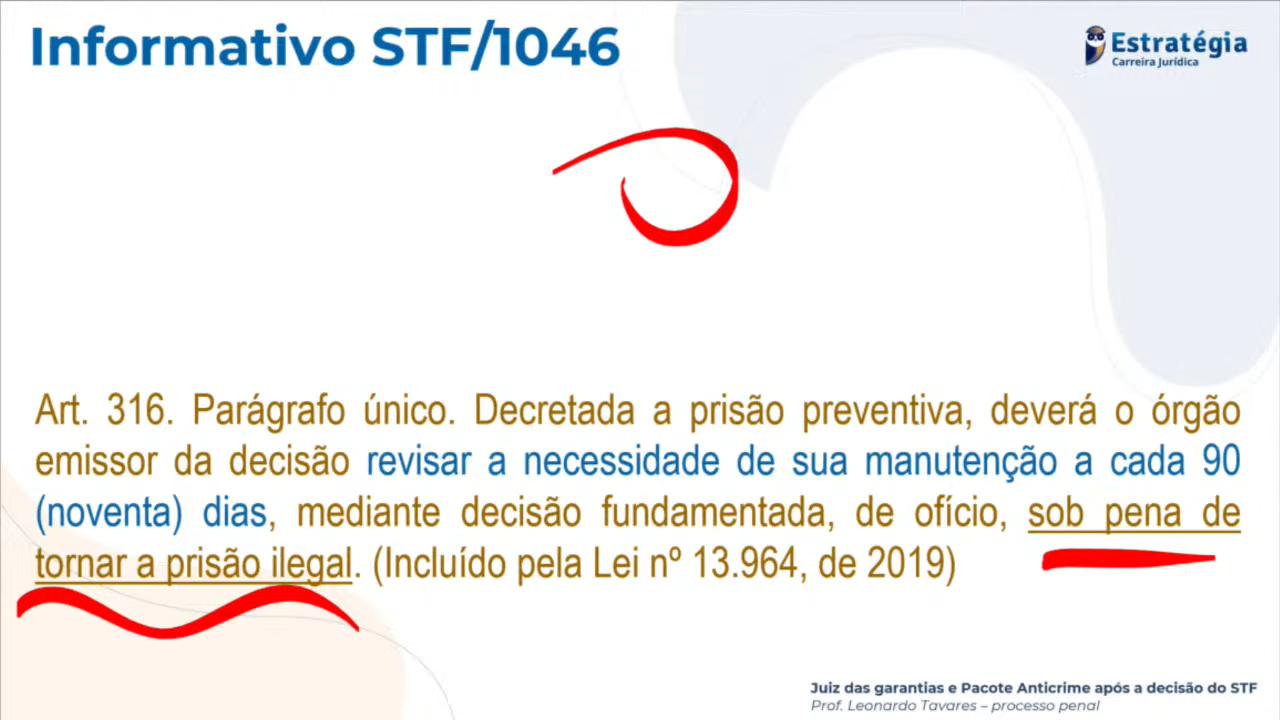 Informativo STF/1046
Estratégia
Carreira Jurídica
Art. 316. Parágrafo único. Decretada a prisão preventiva, deverá o órgão
emissor da decisão revisar a necessidade de sua manutenção a cada 90
(noventa) dias, mediante decisão fundamentada, de ofício, sob pena de
tornar a prisão ilegal. (Incluído pela Lei nº 13.964, de 2019)
Juiz das garantias e Pacote Anticrime após a decisão do STF
Prof. Leonardo Tavares – processo penal